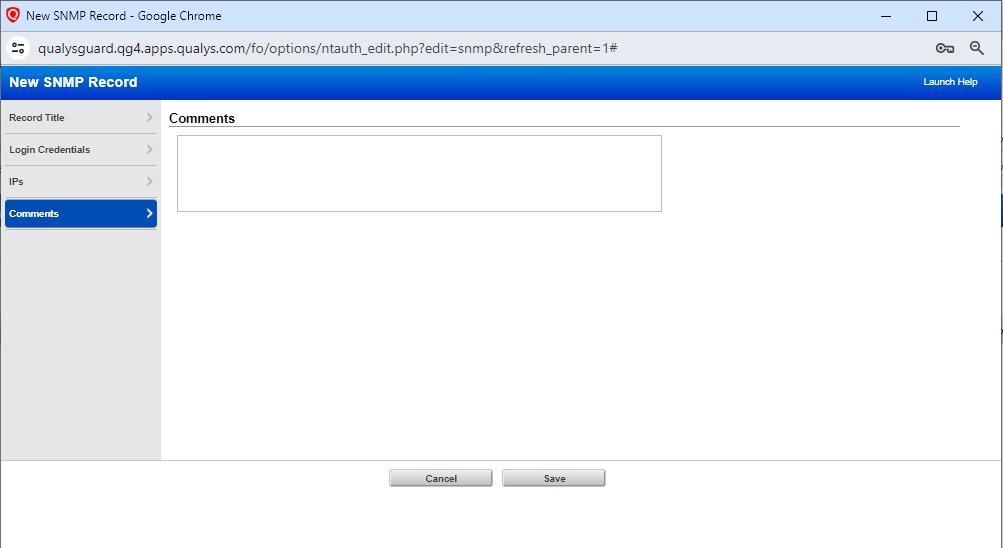 New SNMP Record - Google Chrome
qualysguard.qg4.apps.qualys.com/fo/options/ntauth_edit.php?edit=snmp&refresh_parent=1#
New SNMP Record
Launch Help
Record Title
Login Credentials
IPs
Comments
Comments
Cancel
Save